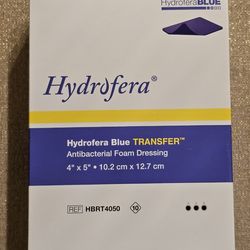 HydroferaBLUE
Hydrofera®
Hydrofera Blue TRANSFER™
Antibacterial Foam Dressing
4" x 5" • 10.2 cm x 12.7 cm
REF HBRT4050 10